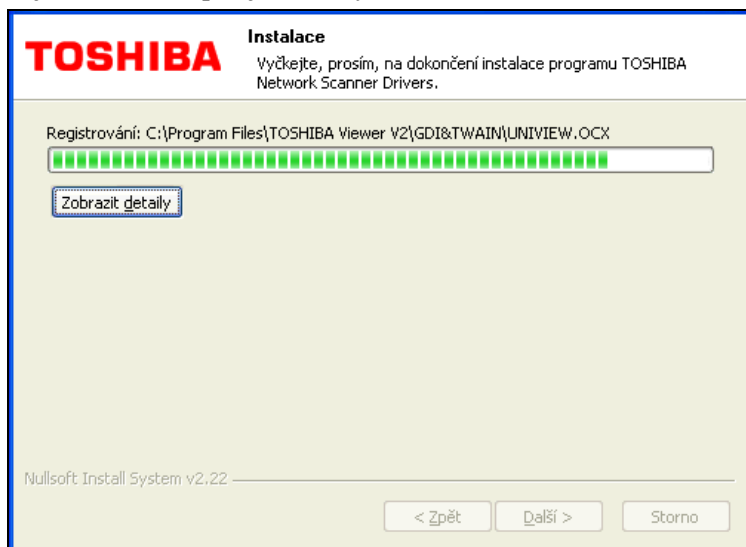 TOSHIBA
Instalace
Vyčkejte, prosím, na dokončení instalace programu TOSHIBA
Network Scanner Drivers.
Registrování: C:\Program Files\TOSHIBA Viewer V2\GDI&TWAIN\UNIVIEW.OCX
Zobrazit detaily
Nullsoft Install System v2.22
< Zpět
Další >
Storno